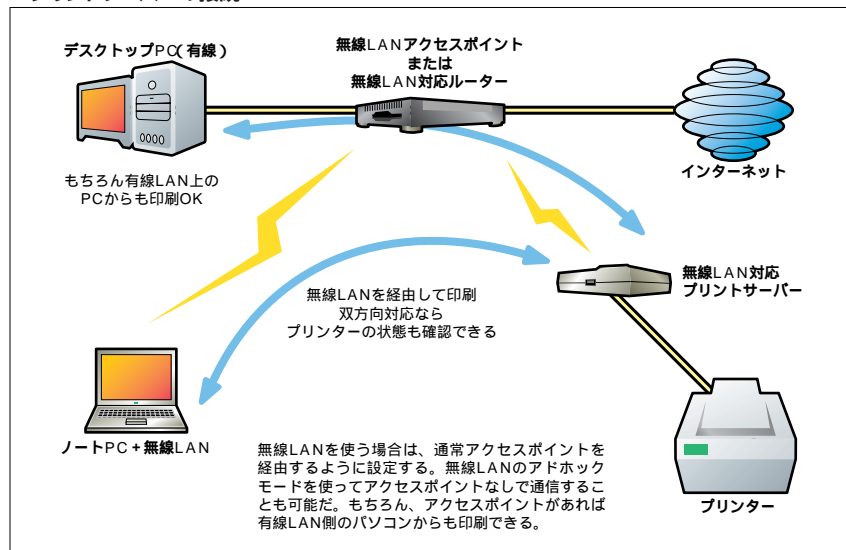 デスクトップPC(有線)
無線LANアクセスポイント
または
無線LAN対応ルーター
インターネット
もちろん有線LAN上の
PCからも印刷OK
無線LAN対応
プリントサーバー
無線LANを経由して印刷
双方向対応なら
プリンターの状態も確認できる
ノートPC+無線LAN
無線LANを使う場合は、通常アクセスポイントを
経由するように設定する。無線LANのアドホック
モードを使ってアクセスポイントなしで通信するこ
とも可能だ。もちろん、アクセスポイントがあれば
有線LAN側のパソコンからも印刷できる。
プリンター